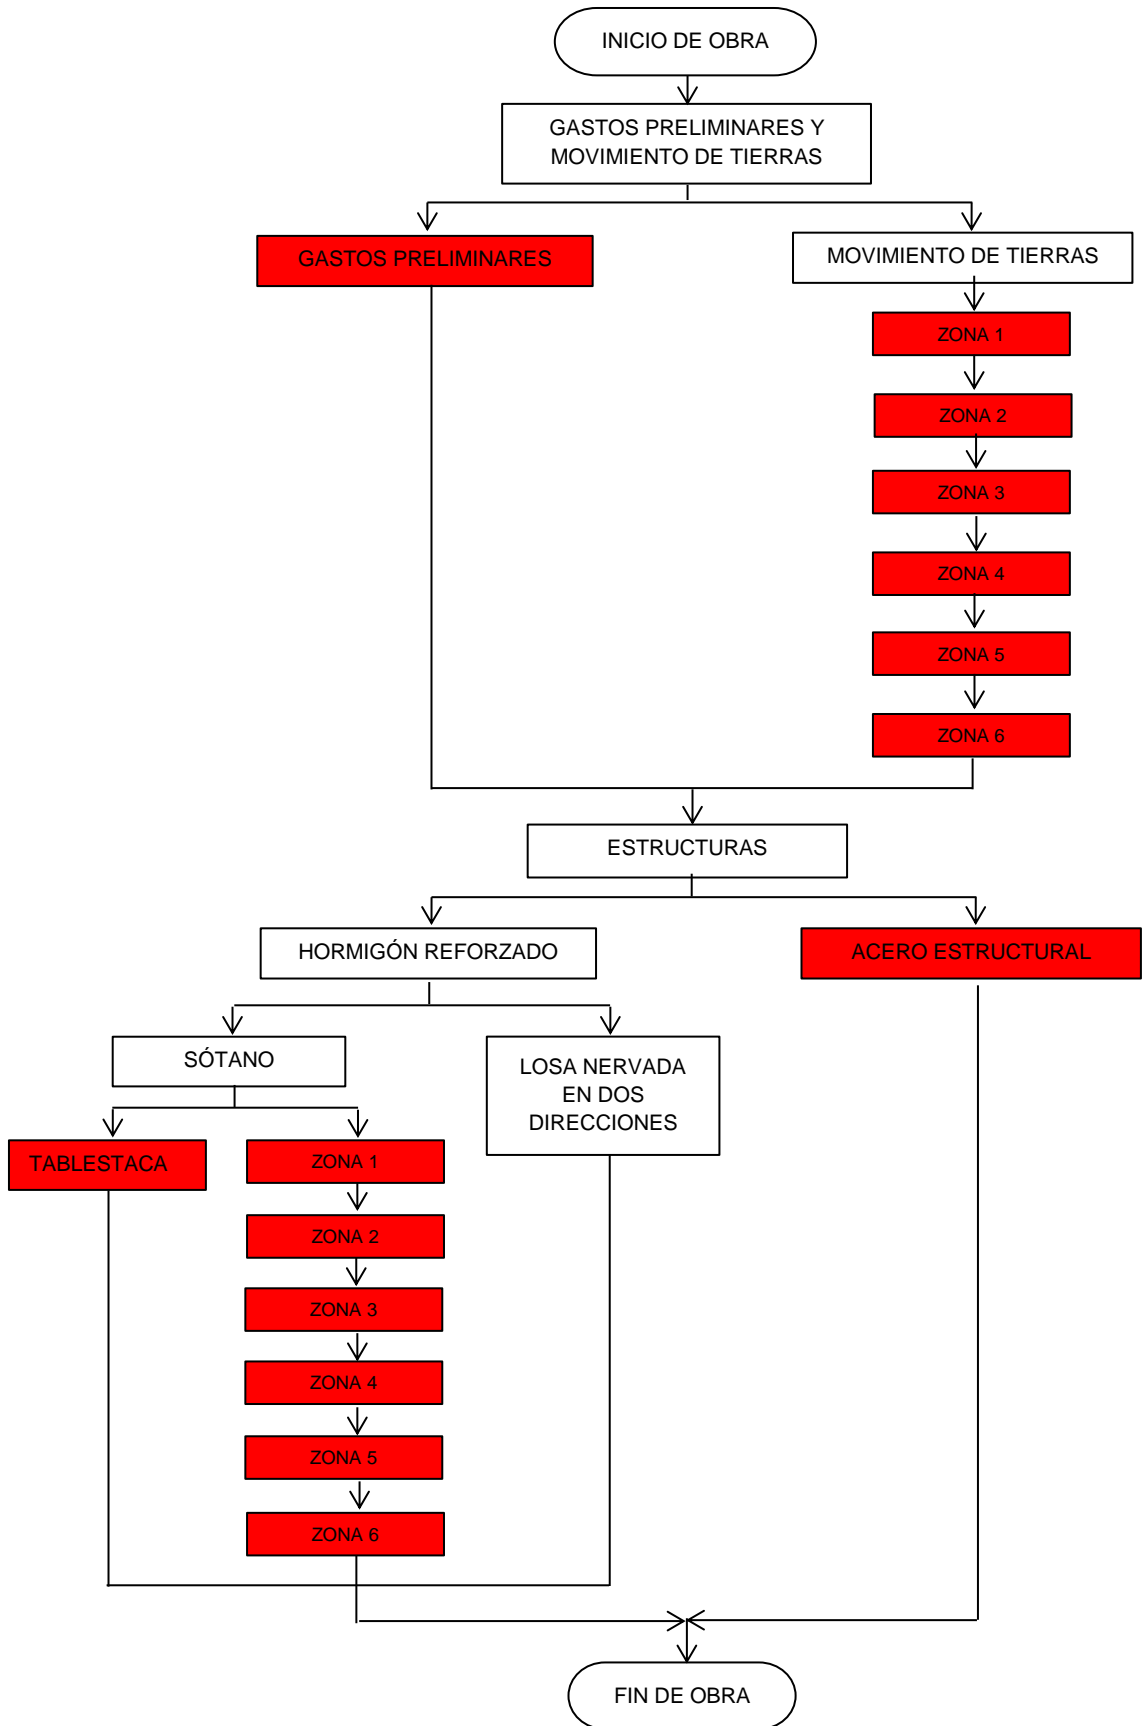 INICIO DE OBRA
GASTOS PRELIMINARES Y
MOVIMIENTO DE TIERRAS
GASTOS PRELIMINARES
MOVIMIENTO DE TIERRAS
ZONA 1
ZONA 2
ZONA 3
ZONA 4
ZONA 5
ZONA 6
ESTRUCTURAS
HORMIGÓN REFORZADO
ACERO ESTRUCTURAL
SÓTANO
LOSA NERVADA
EN DOS
DIRECCIONES
TABLESTACA
ZONA 1
ZONA 2
ZONA 3
ZONA 4
ZONA 5
ZONA 6
FIN DE OBRA